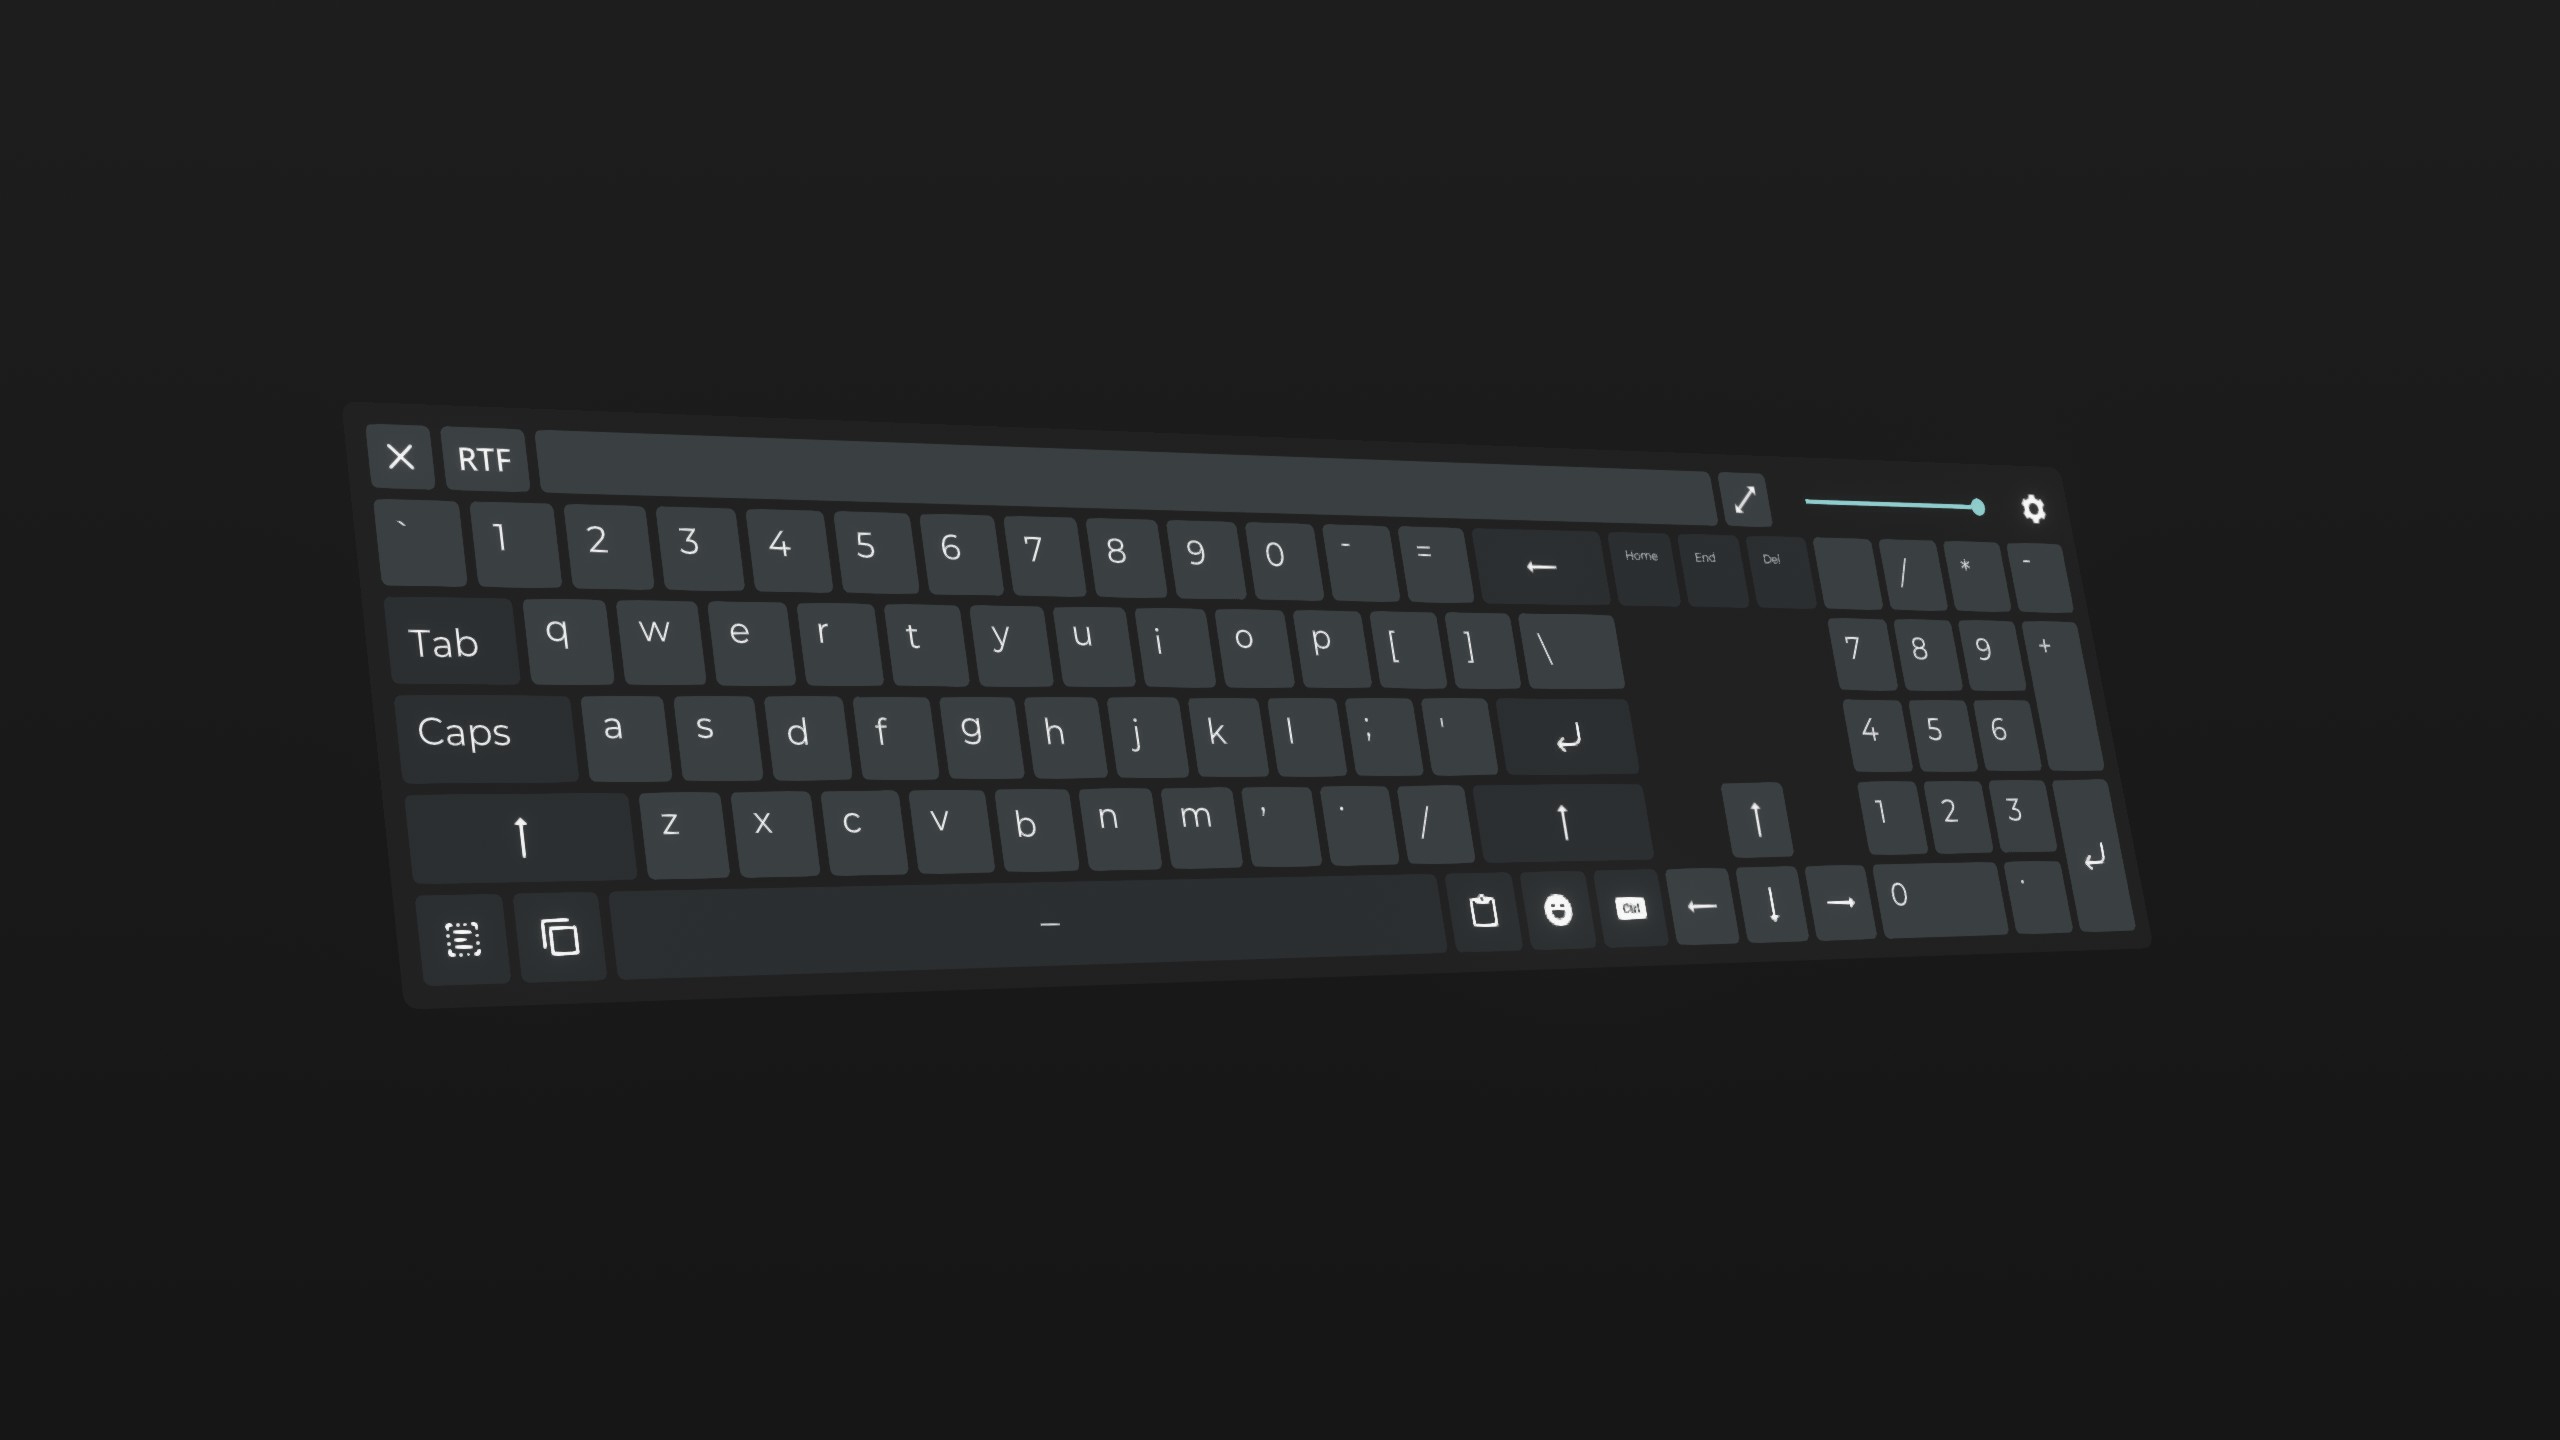 RTF
` 1 2 3 4 5 6 7 8 9 0 - = ← Home End Del / * -
Tab q w e r t y u i o p [ ] \ 7 8 9 +
Caps a s d f g h j k l ; ' 4 5 6
z x c v b n m , . / 1 2 3
Ctrl 0 .